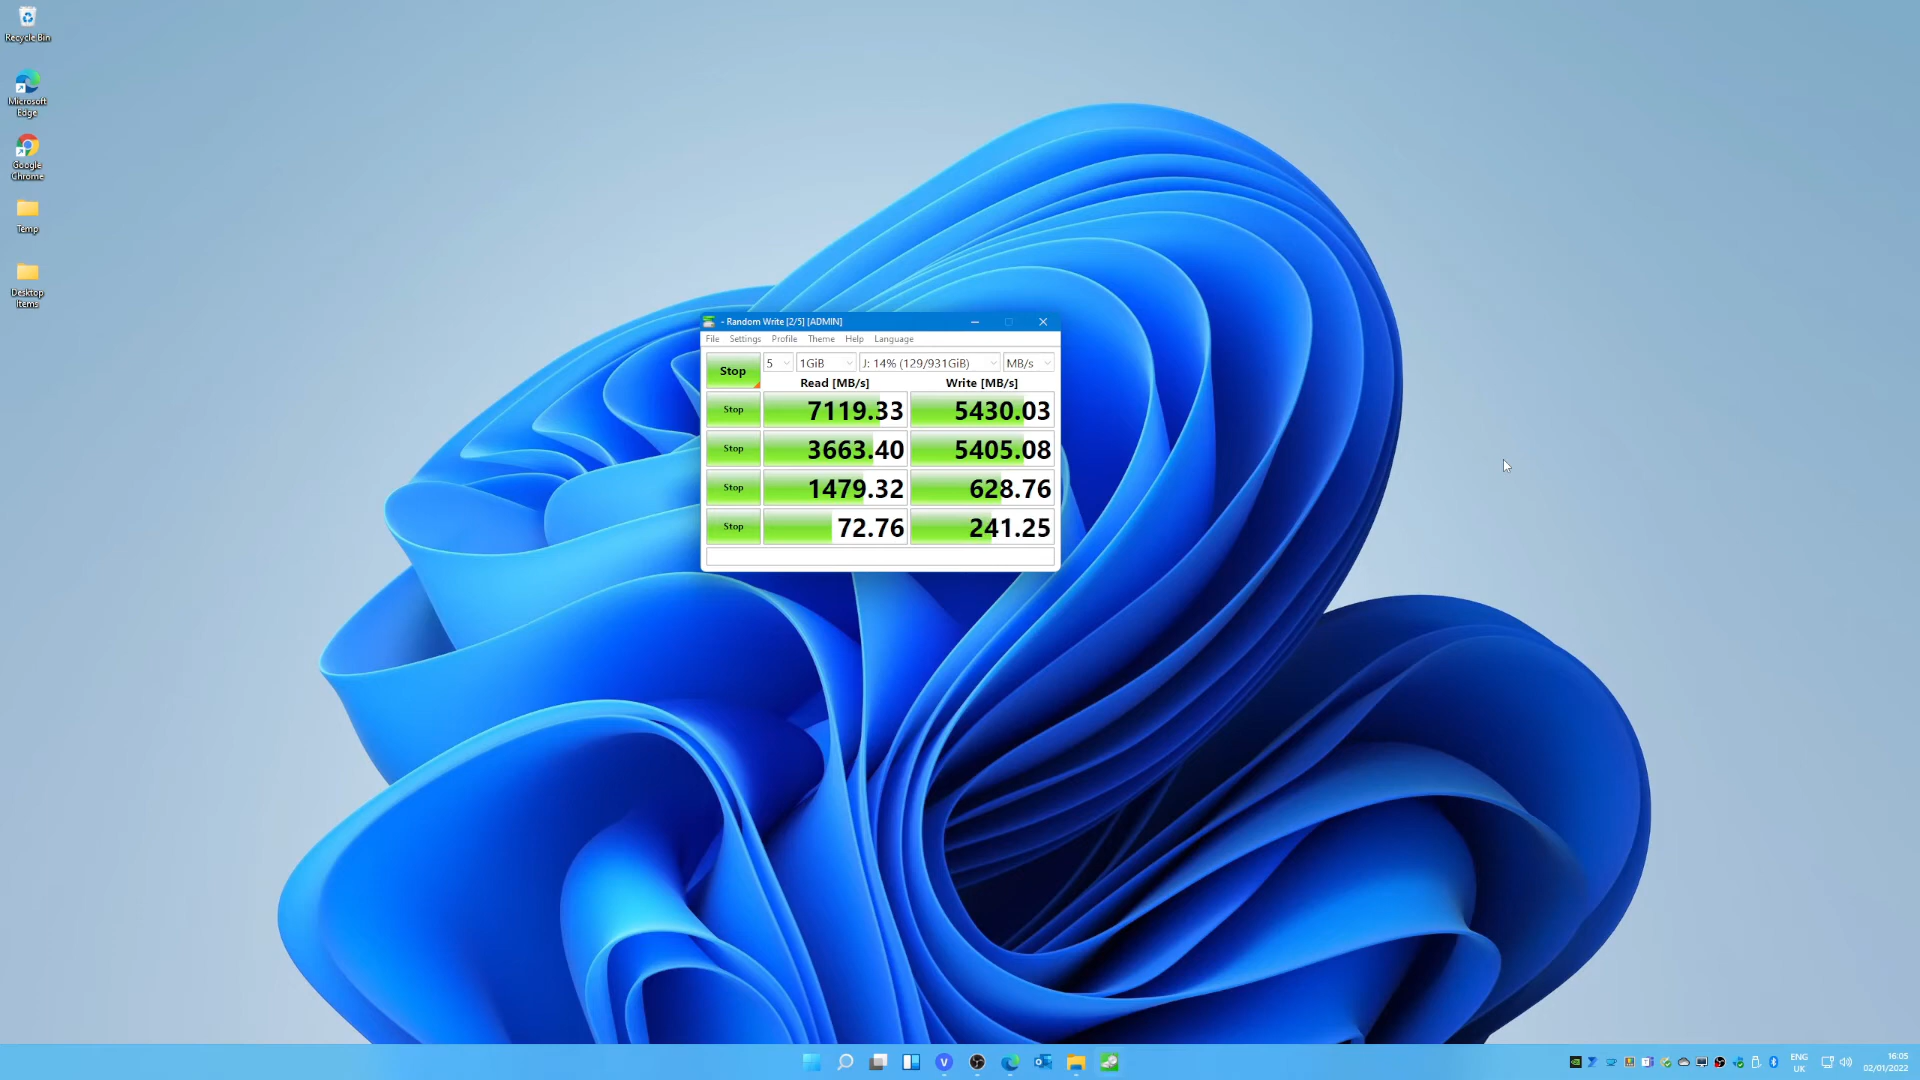 Recycle Bin
Microsoft
Edge
Google
Chrome
Temp
Desktop
items
- Random Write [2/5] [ADMIN]
File Settings Profile Theme Help Language
Stop 5 1GiB J: 14% (129/931GiB) MB/s
Read [MB/s] Write [MB/s]
Stop 7119.33 5430.03
Stop 3663.40 5405.08
Stop 1479.32 628.76
Stop 72.76 241.25
V
ENG
UK
16:05
02/01/2022